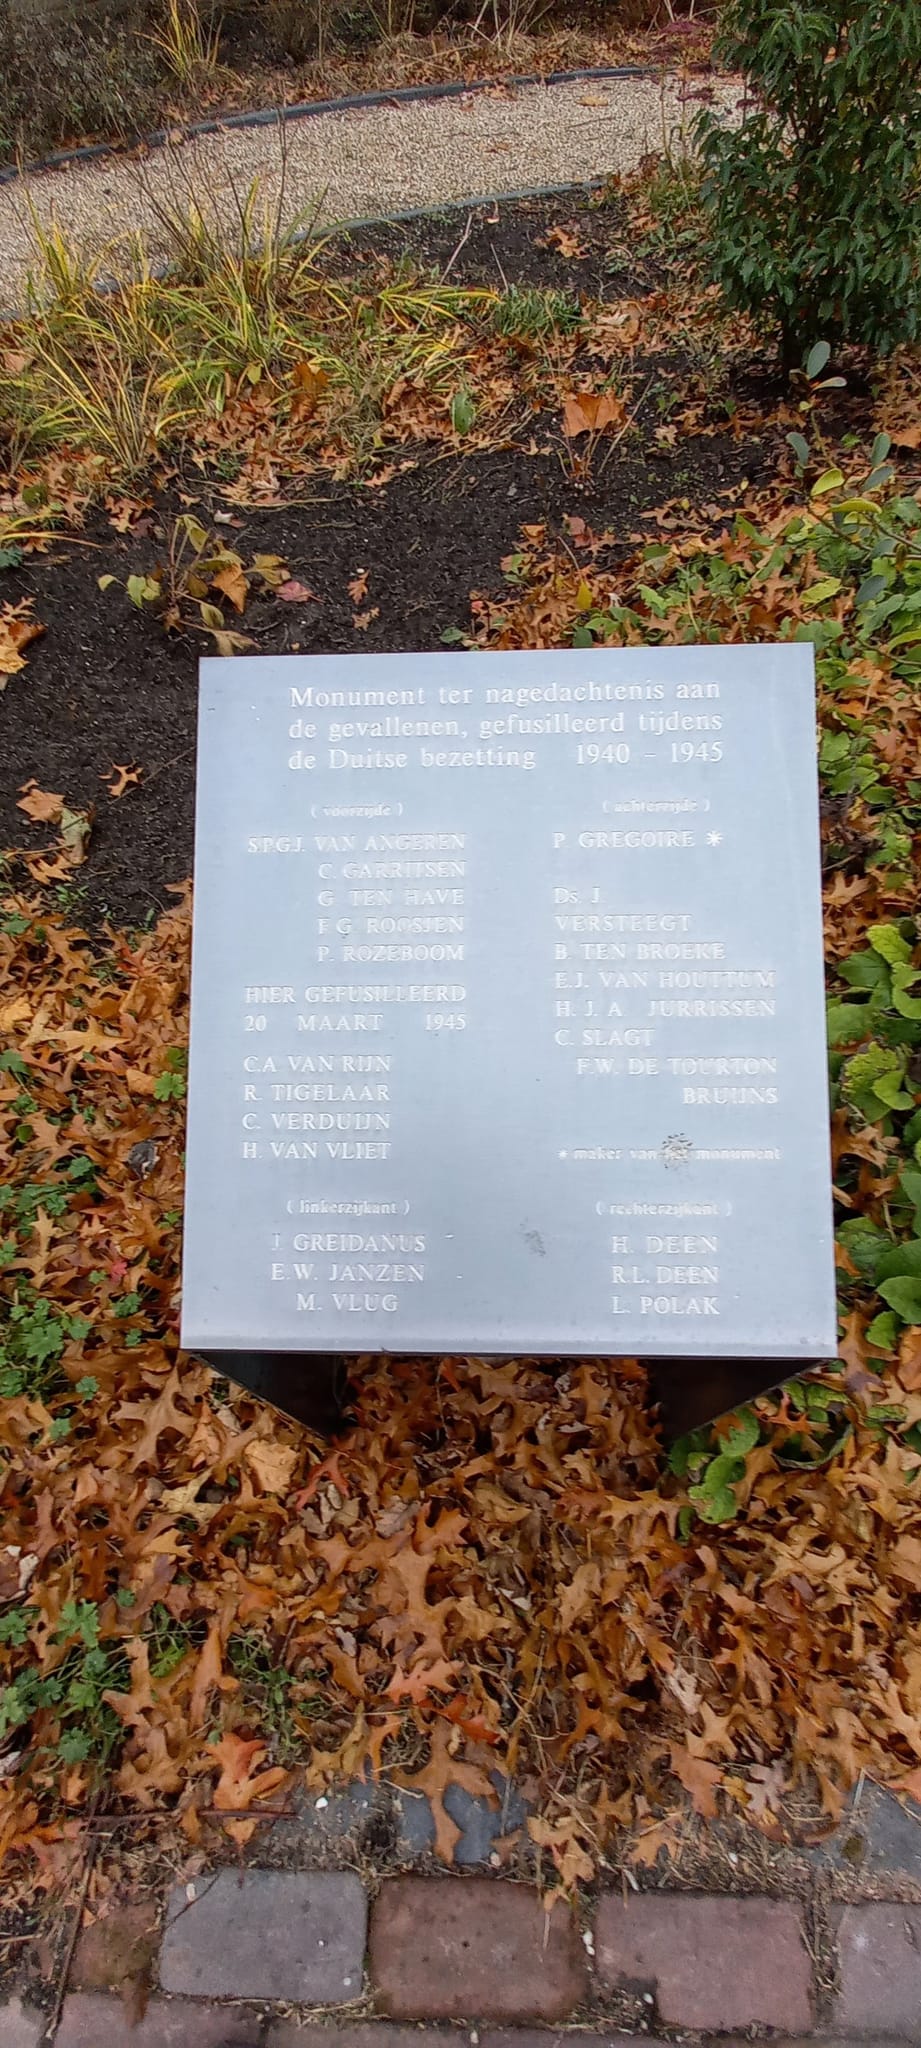 Monument ter nagedachtenis aan
de gevallenen, gefusilleerd tijdens
de Duitse bezetting 1940 - 1945
( voorzijde )
S.P.G.J. VAN ANGEREN
C. GARRITSEN
G. TEN HAVE
F.G. ROOSJEN
P. ROZEBOOM
HIER GEFUSILLEERD
20 MAART 1945
C.A VAN RIJN
R. TIGELAAR
C. VERDUIJN
H. VAN VLIET
( achterzijde )
P. GREGOIRE *
Ds. J.
VERSTEEGT
B. TEN BROEKE
E.J. VAN HOUTTUM
H. J. A JURRISSEN
C. SLAGT
F.W. DE TOURTON
BRUIJNS
* maker van het monument
( linkerzijkant )
J. GREIDANUS
E.W. JANZEN
M. VLUG
( rechterzijkant )
H. DEEN
R.L. DEEN
L. POLAK